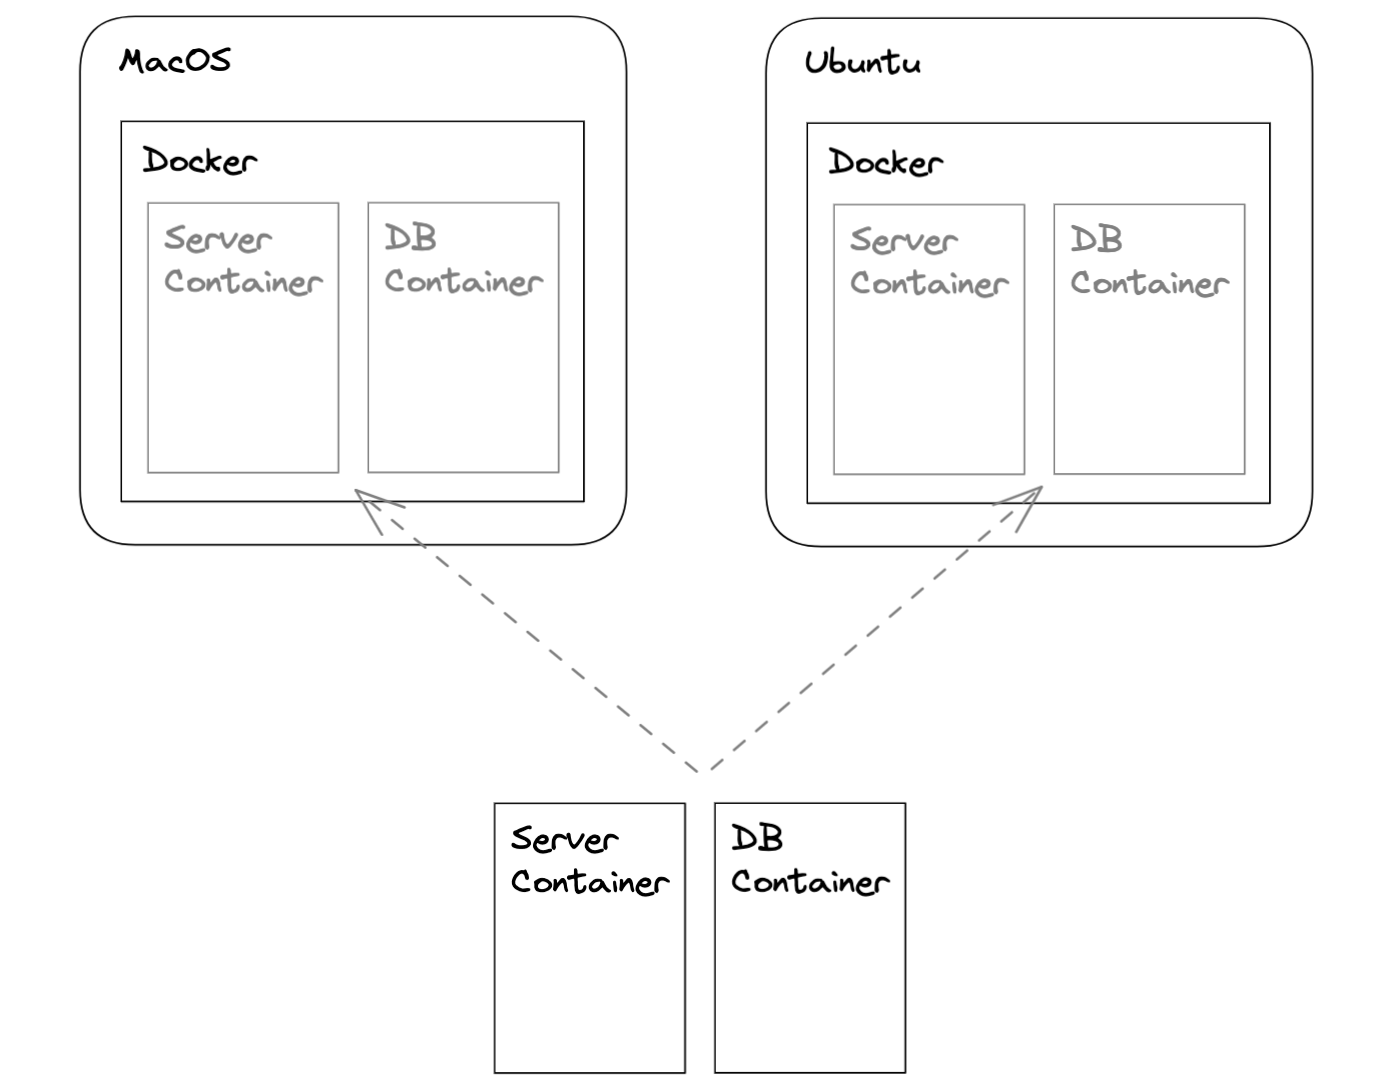 MacOS
Docker
Server
Container
DB
Container
Ubuntu
Docker
Server
Container
DB
Container
Server
Container
DB
Container